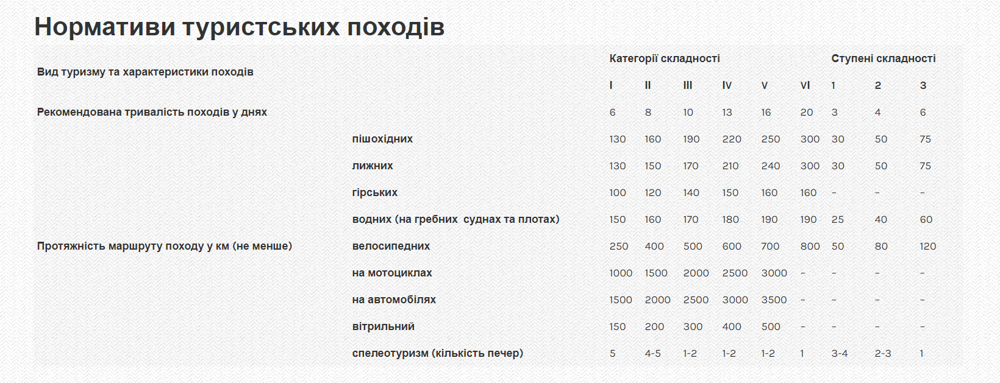 Нормативи туристських походів
Категорії складності Ступені складності
Вид туризму та характеристики походів
I II III IV V VI 1 2 3
Рекомендована тривалість походів у днях 6 8 10 13 16 20 3 4 6
пішохідних 130 160 190 220 250 300 30 50 75
лижних 130 150 170 210 240 300 30 50 75
гірських 100 120 140 150 160 160 – – –
водних (на гребних  суднах та плотах) 150 160 170 180 190 190 25 40 60
Протяжність маршруту походу у км (не менше) велосипедних 250 400 500 600 700 800 50 80 120
на мотоциклах 1000 1500 2000 2500 3000 – – – –
на автомобілях 1500 2000 2500 3000 3500 – – – –
вітрильний 150 200 300 400 500 – – – –
спелеотуризм (кількість печер) 5 4-5 1-2 1-2 1-2 1 3-4 2-3 1